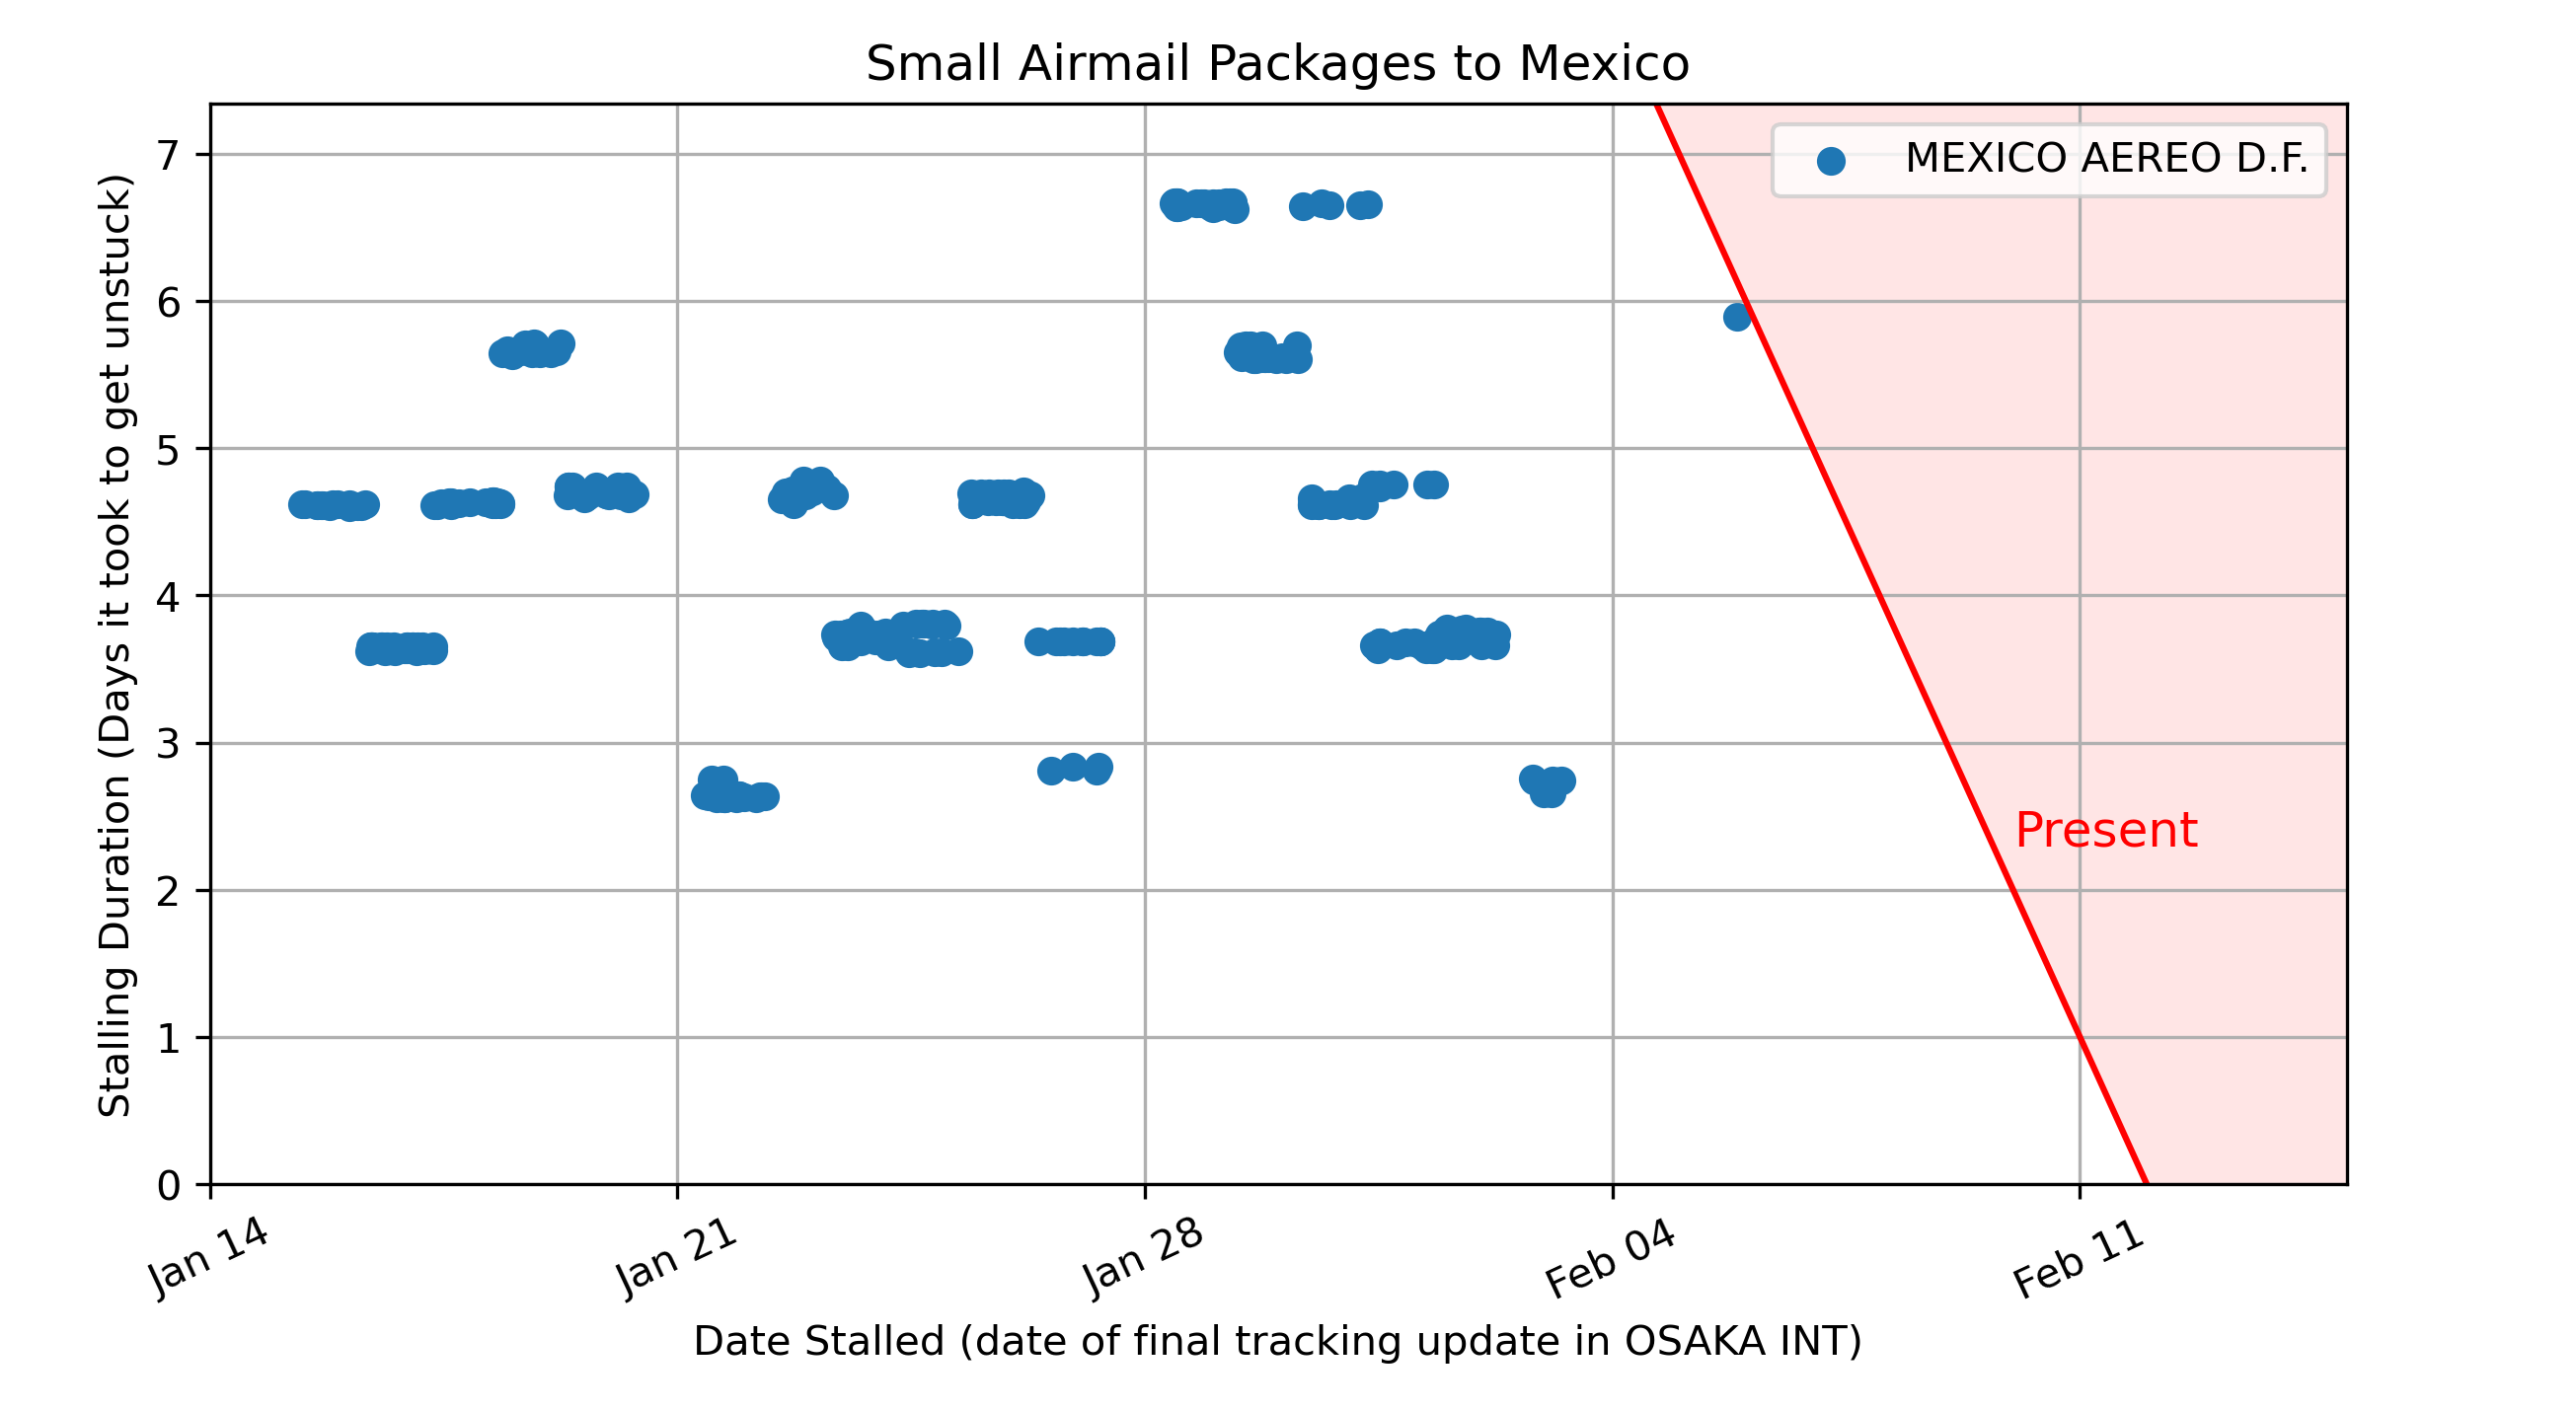 Small Airmail Packages to Mexico
MEXICO AEREO D.F.
Stalling Duration (Days it took to get unstuck)
7
6
5
4
3
2
1
0
Present
Jan 14
Jan 21
Jan 28
Feb 04
Feb 11
Date Stalled (date of final tracking update in OSAKA INT)